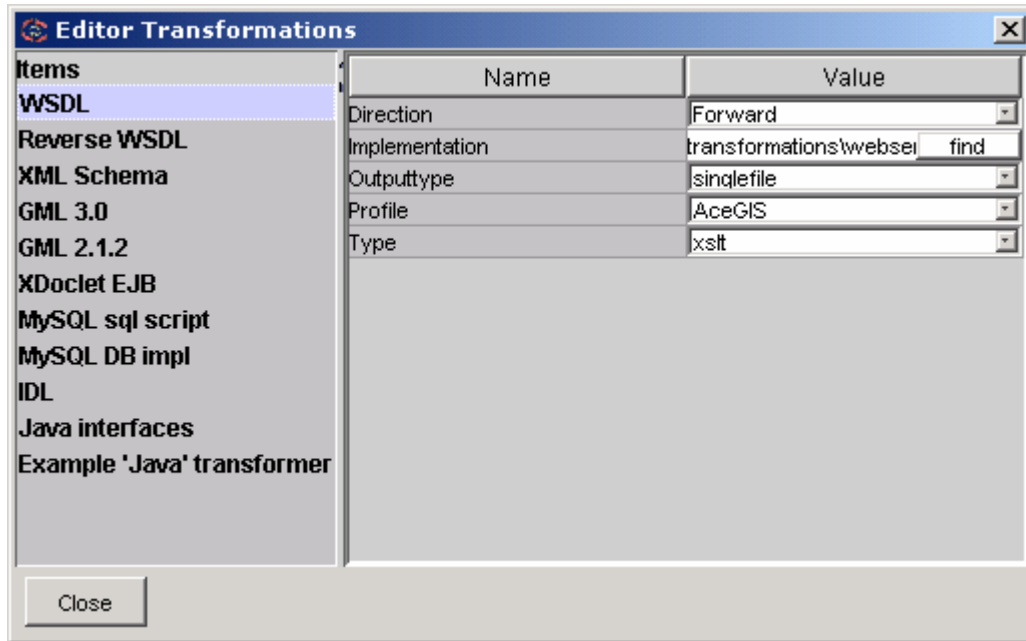 Editor Transformations
Items
WSDL
Reverse WSDL
XML Schema
GML 3.0
GML 2.1.2
XDoclet EJB
MySQL sql script
MySQL DB impl
IDL
Java interfaces
Example 'Java' transformer
Name Value
Direction Forward
Implementation transformations\webser find
Outputtype singlefile
Profile AceGIS
Type xslt
Close